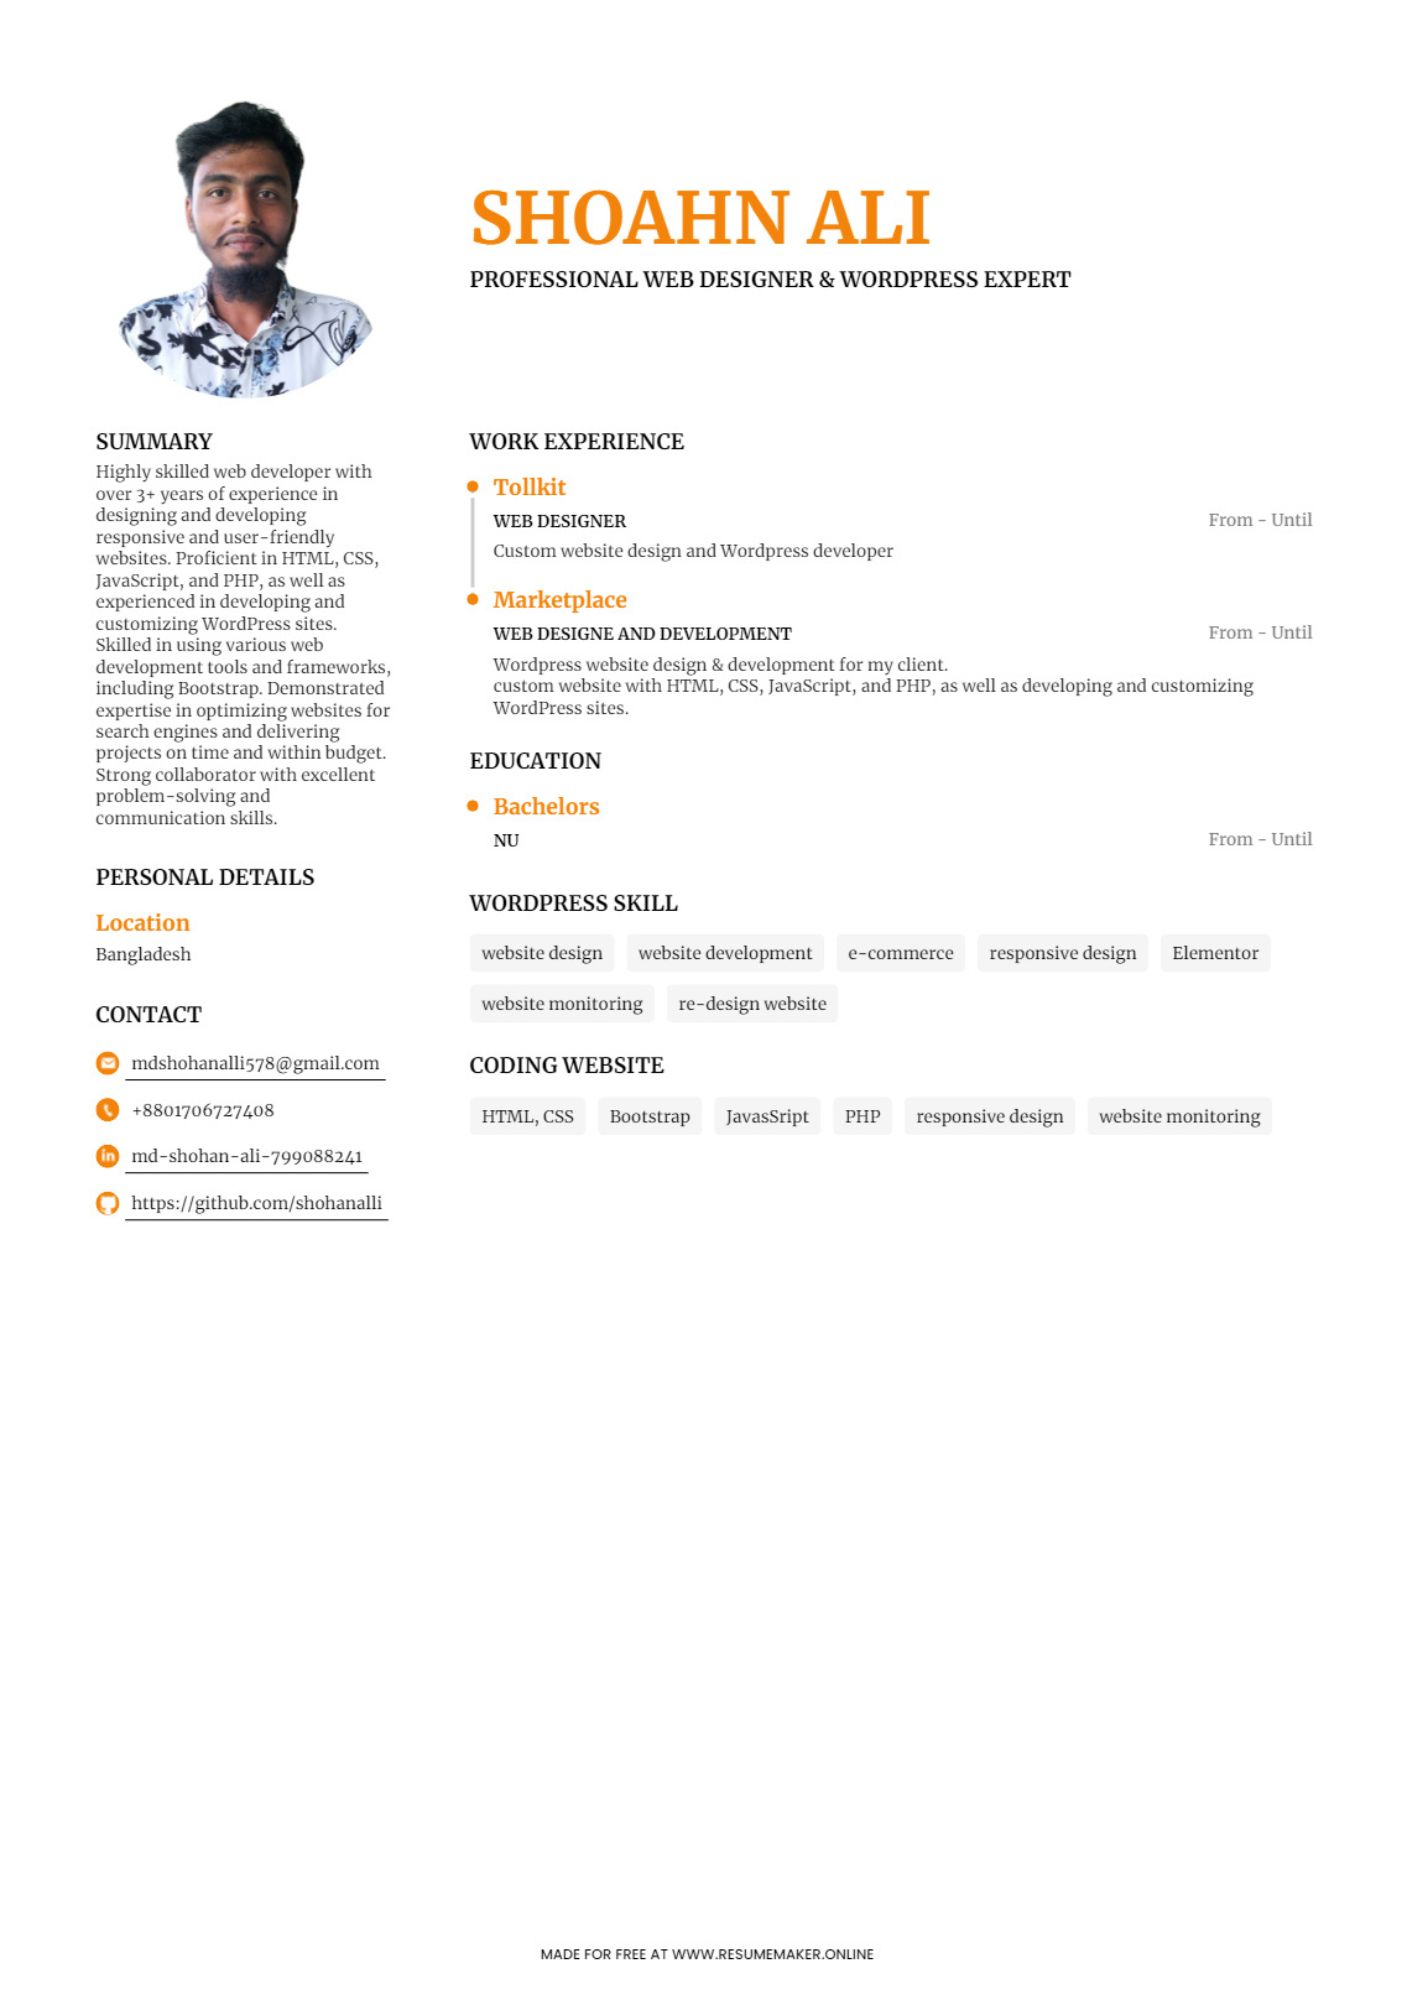 SHOAHN ALI
PROFESSIONAL WEB DESIGNER & WORDPRESS EXPERT
SUMMARY
Highly skilled web developer with
over 3+ years of experience in
designing and developing
responsive and user-friendly
websites. Proficient in HTML, CSS,
JavaScript, and PHP, as well as
experienced in developing and
customizing WordPress sites.
Skilled in using various web
development tools and frameworks,
including Bootstrap. Demonstrated
expertise in optimizing websites for
search engines and delivering
projects on time and within budget.
Strong collaborator with excellent
problem-solving and
communication skills.
PERSONAL DETAILS
Location
Bangladesh
CONTACT
mdshohanalli578@gmail.com
+8801706727408
md-shohan-ali-799088241
https://github.com/shohanalli
WORK EXPERIENCE
Tollkit
WEB DESIGNER From - Until
Custom website design and Wordpress developer
Marketplace
WEB DESIGNE AND DEVELOPMENT From - Until
Wordpress website design & development for my client.
custom website with HTML, CSS, JavaScript, and PHP, as well as developing and customizing
WordPress sites.
EDUCATION
Bachelors
NU From - Until
WORDPRESS SKILL
website design website development e-commerce responsive design Elementor
website monitoring re-design website
CODING WEBSITE
HTML, CSS Bootstrap JavasSript PHP responsive design website monitoring
MADE FOR FREE AT WWW.RESUMEMAKER.ONLINE